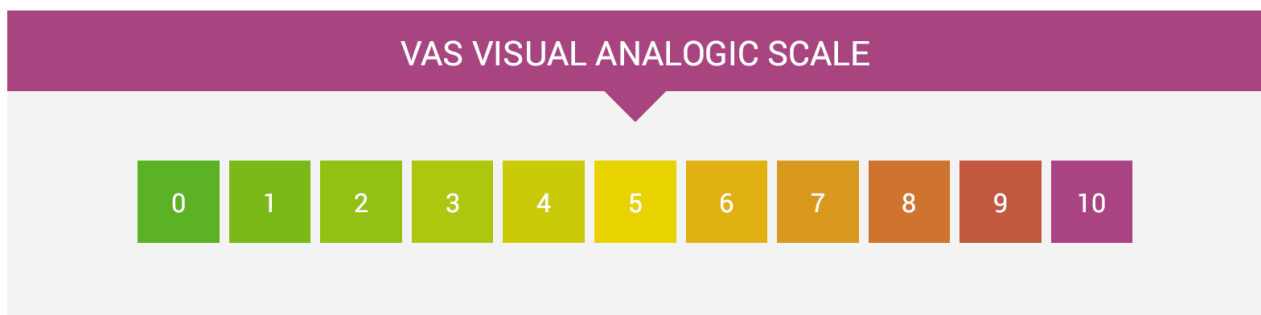 VAS VISUAL ANALOGIC SCALE
0 1 2 3 4 5 6 7 8 9 10